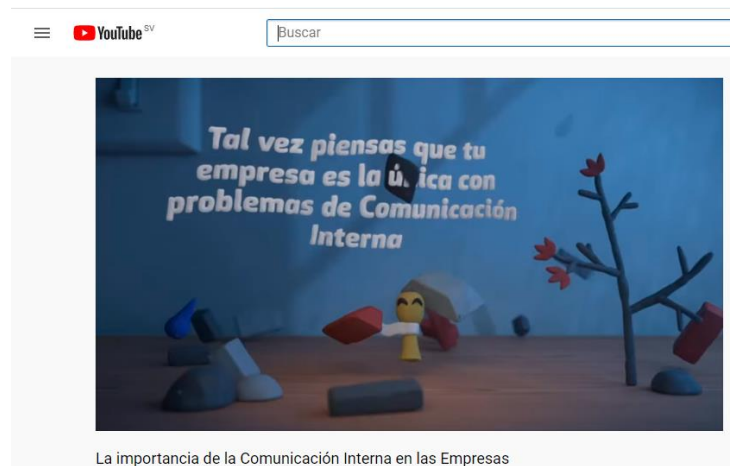 YouTube SV
Buscar
Tal vez piensas que tu
empresa es la ú. ica con
problemas de Comunicación
Interna
La importancia de la Comunicación Interna en las Empresas